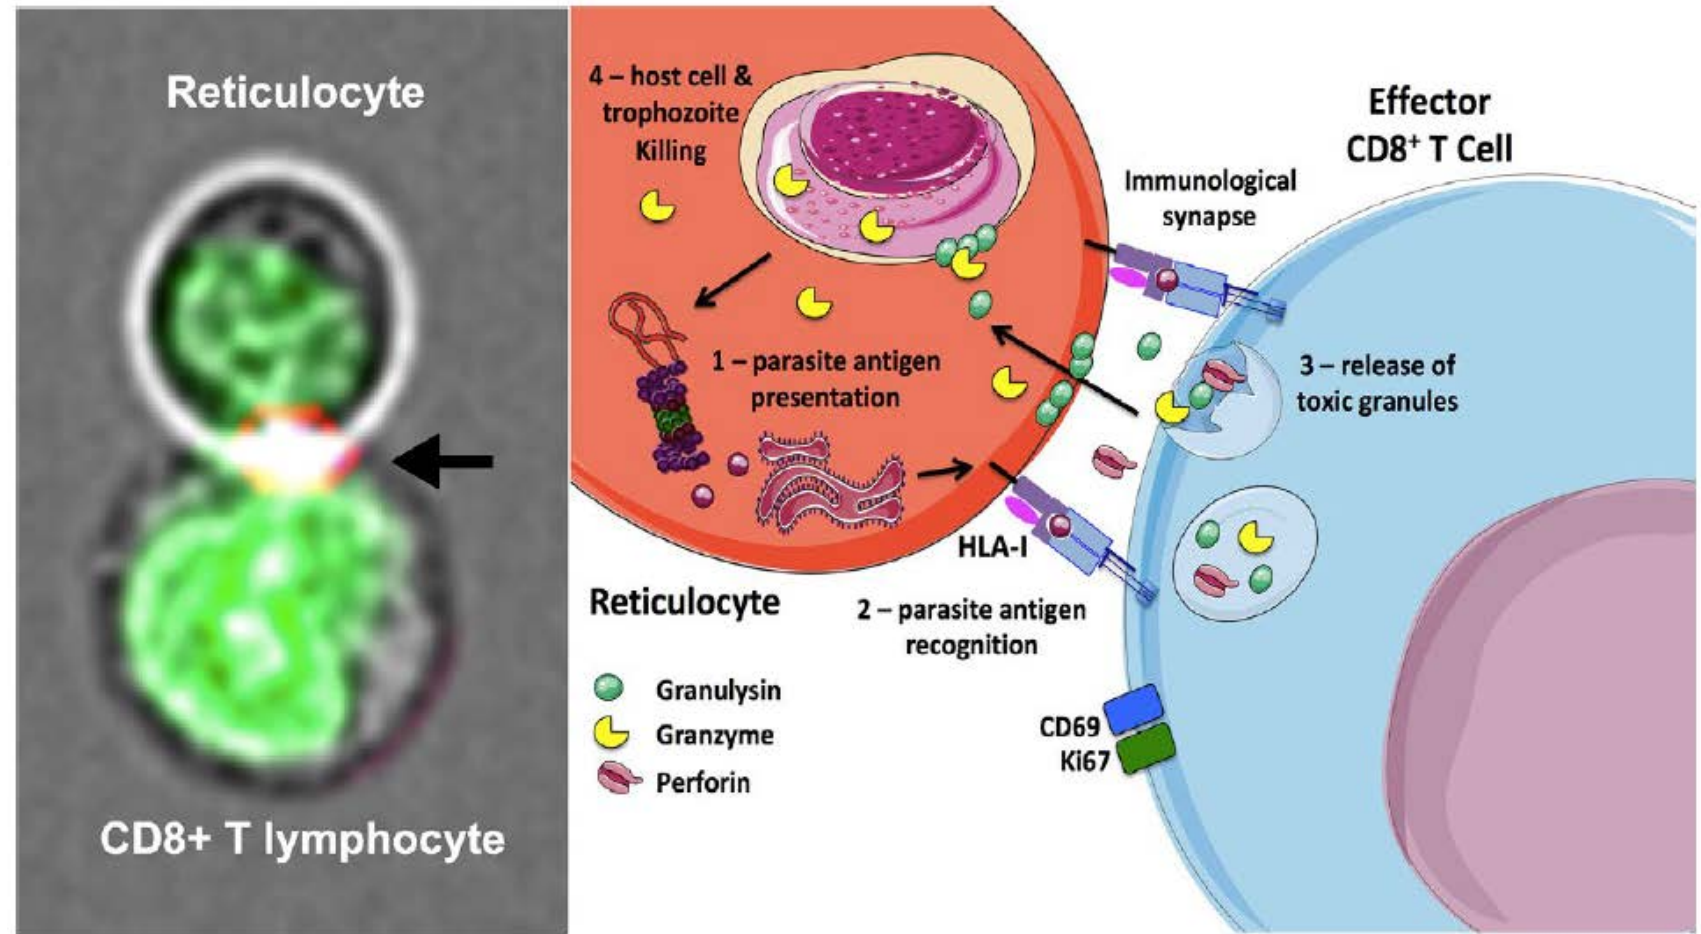 Reticulocyte
CD8+ T lymphocyte
4 – host cell &
trophozoite
Killing
1 – parasite antigen
presentation
Immunological
synapse
Effector
CD8⁺ T Cell
3 – release of
toxic granules
HLA-I
2 – parasite antigen
recognition
Reticulocyte
Granulysin
Granzyme
Perforin
CD69
Ki67